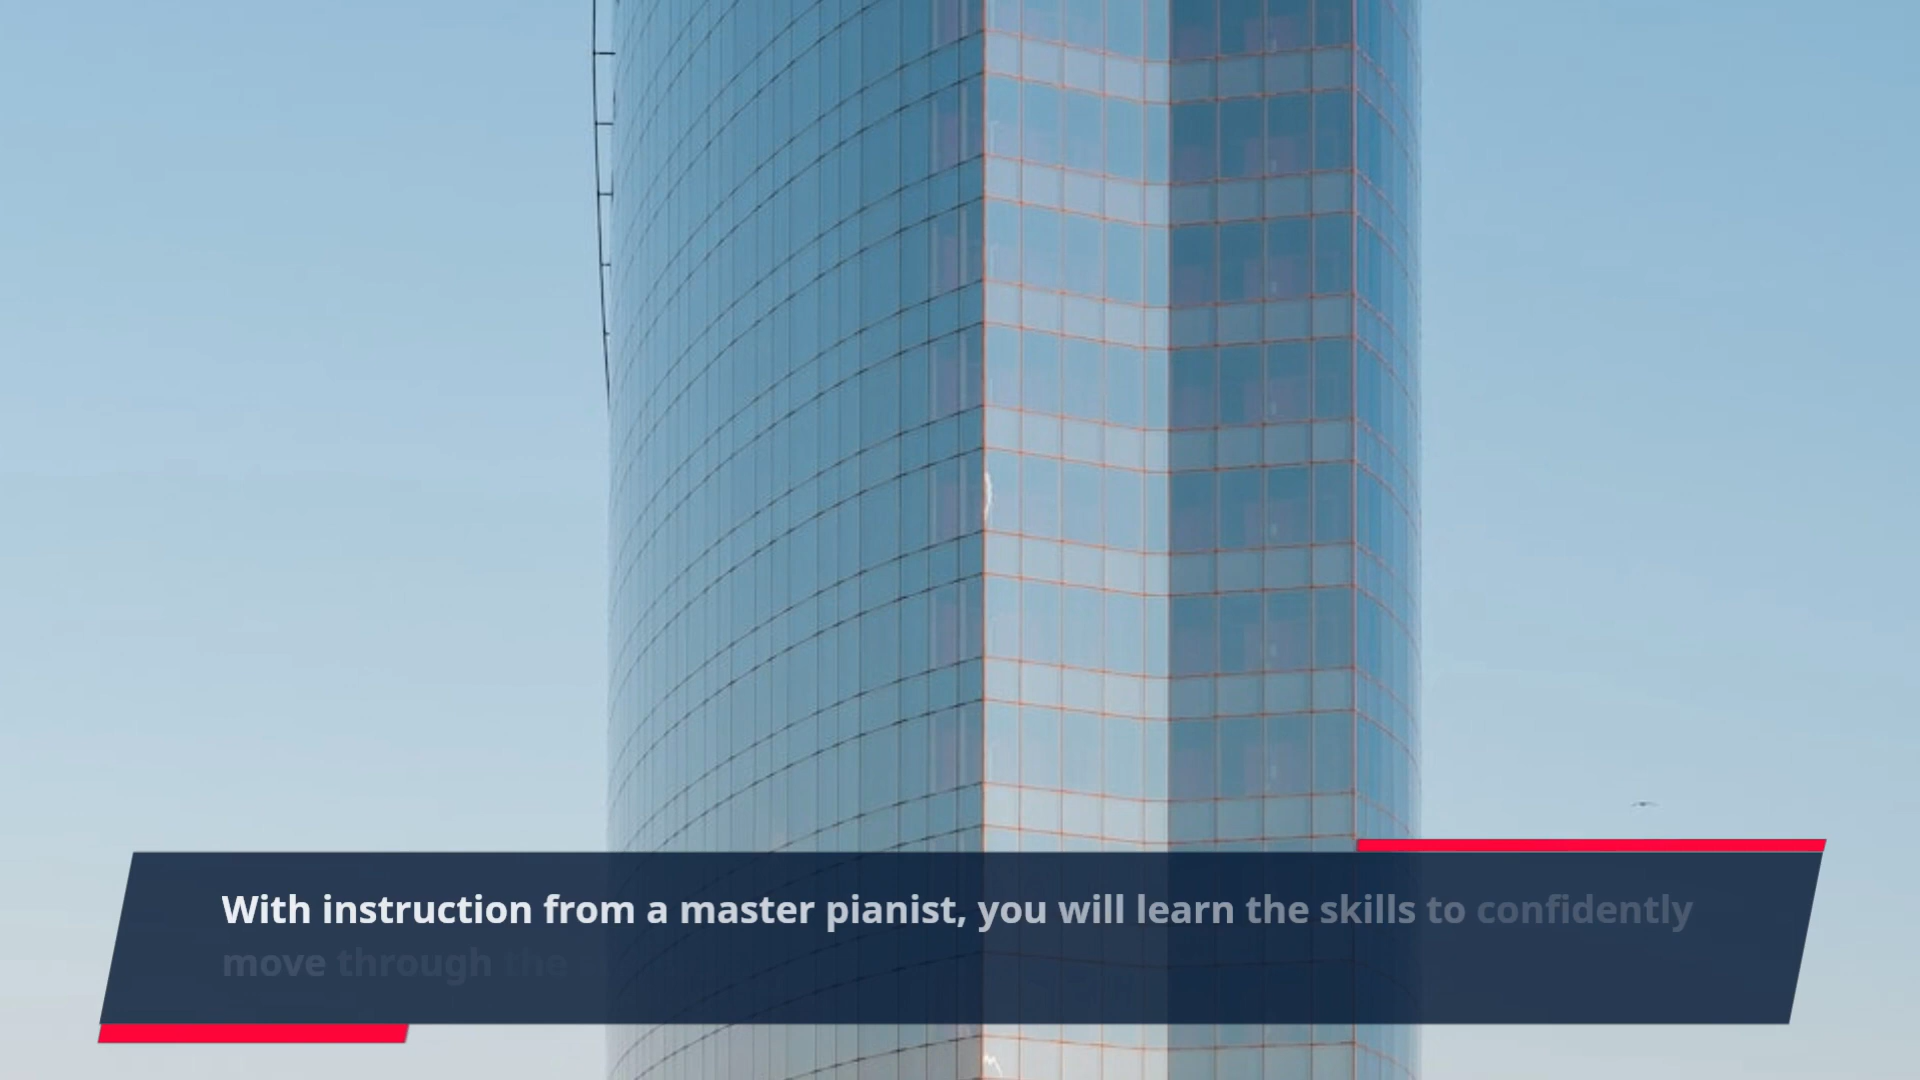 With instruction from a master pianist, you will learn the skills to confidently
move through the